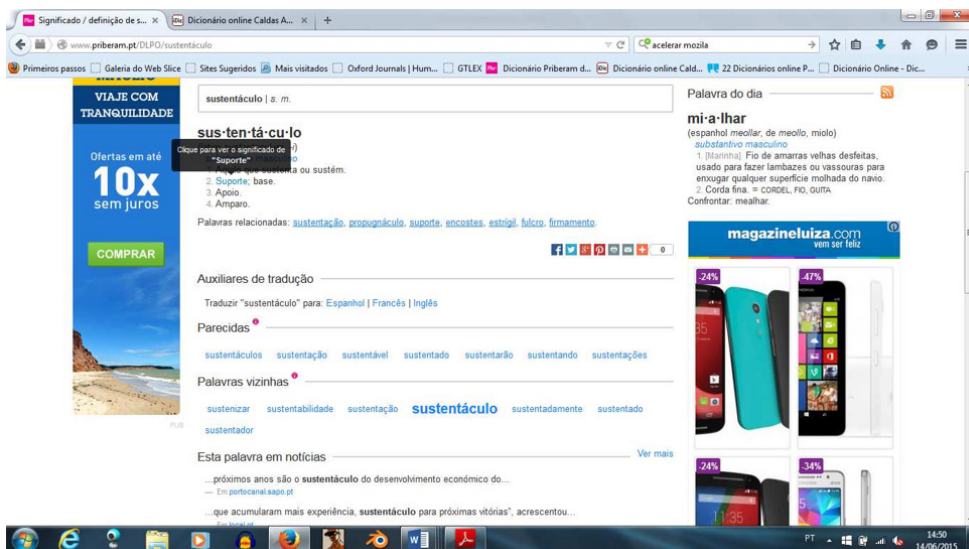 Significado / definição de s... ×
Dicionário online Caldas A... ×
www.priberam.pt/DLPO/sustentáculo
acelerar mozila
Primeiros passos Galeria do Web Slice Sites Sugeridos Mais visitados Oxford Journals | Hum... GTLEX Dicionário Priberam d... Dicionário online Cald... 22 Dicionários online P... Dicionário Online - Dic...
VIAJE COM
TRANQUILIDADE
Ofertas em até
10x
sem juros
COMPRAR
PUB
sustentáculo | s. m.
sus·ten·tá·cu·lo
Clique para ver o significado de
"Suporte"
1. Aquilo que sustenta ou sustém.
2. Suporte; base.
3. Apoio.
4. Amparo.
Palavras relacionadas: sustentação, propugnáculo, suporte, encostes, estrígil, fulcro, firmamento.
0
Auxiliares de tradução
Traduzir "sustentáculo" para: Espanhol | Francês | Inglês
Parecidas
sustentáculos sustentação sustentável sustentado sustentarão sustentando sustentações
Palavras vizinhas
sustenizar sustentabilidade sustentação sustentáculo sustentadamente sustentado
sustentador
Esta palavra em notícias
Ver mais
...próximos anos são o sustentáculo do desenvolvimento económico do...
— Em portocanal.sapo.pt
...que acumularam mais experiência, sustentáculo para próximas vitórias", acrescentou...
Palavra do dia
mi·a·lhar
(espanhol meollar, de meollo, miolo)
substantivo masculino
1. [Marinha] Fio de amarras velhas desfeitas,
usado para fazer lambazes ou vassouras para
enxugar qualquer superfície molhada do navio.
2. Corda fina. = CORDEL, FIO, GUITA
Confrontar: mealhar.
magazineluiza.com
vem ser feliz
-24%
-47%
-24%
-34%
11:35
PT
14:50
14/06/2015